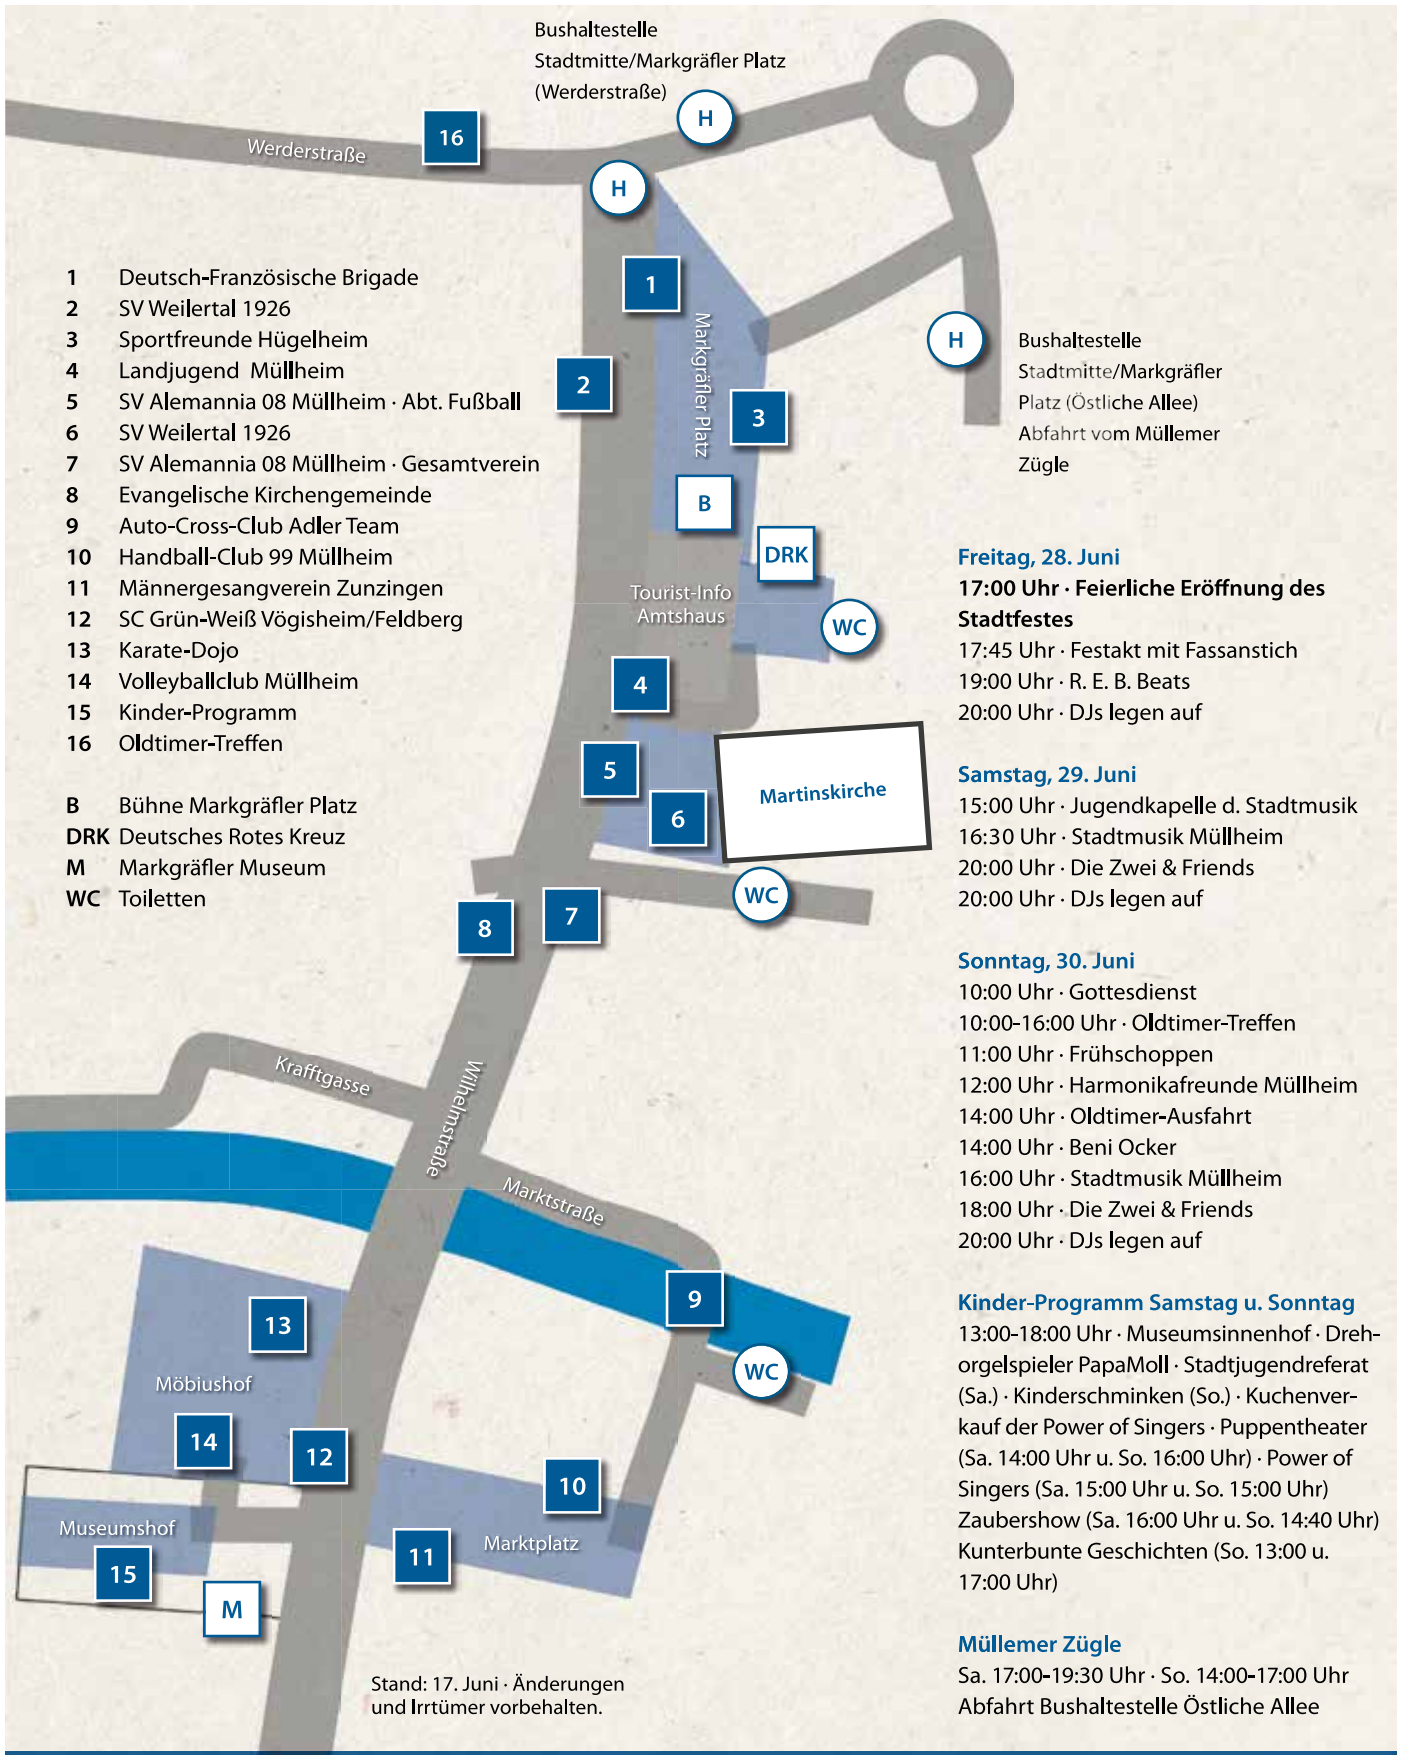 Bushaltestelle
Stadtmitte/Markgräfler Platz
(Werderstraße)
H
16
Werderstraße
H
1 Deutsch-Französische Brigade
2 SV Weilertal 1926
3 Sportfreunde Hügelheim
4 Landjugend Müllheim
5 SV Alemannia 08 Müllheim · Abt. Fußball
6 SV Weilertal 1926
7 SV Alemannia 08 Müllheim · Gesamtverein
8 Evangelische Kirchengemeinde
9 Auto-Cross-Club Adler Team
10 Handball-Club 99 Müllheim
11 Männergesangverein Zunzingen
12 SC Grün-Weiß Vögisheim/Feldberg
13 Karate-Dojo
14 Volleyballclub Müllheim
15 Kinder-Programm
16 Oldtimer-Treffen
B Bühne Markgräfler Platz
DRK Deutsches Rotes Kreuz
M Markgräfler Museum
WC Toiletten
1
Markgräfler Platz
2
3
B
DRK
Tourist-Info
Amtshaus
WC
4
5
6
Martinskirche
WC
7
8
Krafftgasse
Wilhelmstraße
Marktstraße
9
WC
13
Möbiushof
14
12
10
Museumshof
Marktplatz
11
15
M
Stand: 17. Juni · Änderungen
und Irrtümer vorbehalten.
H
Bushaltestelle
Stadtmitte/Markgräfler
Platz (Östliche Allee)
Abfahrt vom Müllemer
Zügle
Freitag, 28. Juni
17:00 Uhr · Feierliche Eröffnung des
Stadtfestes
17:45 Uhr · Festakt mit Fassanstich
19:00 Uhr · R. E. B. Beats
20:00 Uhr · DJs legen auf
Samstag, 29. Juni
15:00 Uhr · Jugendkapelle d. Stadtmusik
16:30 Uhr · Stadtmusik Müllheim
20:00 Uhr · Die Zwei & Friends
20:00 Uhr · DJs legen auf
Sonntag, 30. Juni
10:00 Uhr · Gottesdienst
10:00-16:00 Uhr · Oldtimer-Treffen
11:00 Uhr · Frühschoppen
12:00 Uhr · Harmonikafreunde Müllheim
14:00 Uhr · Oldtimer-Ausfahrt
14:00 Uhr · Beni Ocker
16:00 Uhr · Stadtmusik Müllheim
18:00 Uhr · Die Zwei & Friends
20:00 Uhr · DJs legen auf
Kinder-Programm Samstag u. Sonntag
13:00-18:00 Uhr · Museumsinnenhof · Dreh-
orgelspieler PapaMoll · Stadtjugendreferat
(Sa.) · Kinderschminken (So.) · Kuchenver-
kauf der Power of Singers · Puppentheater
(Sa. 14:00 Uhr u. So. 16:00 Uhr) · Power of
Singers (Sa. 15:00 Uhr u. So. 15:00 Uhr)
Zaubershow (Sa. 16:00 Uhr u. So. 14:40 Uhr)
Kunterbunte Geschichten (So. 13:00 u.
17:00 Uhr)
Müllemer Zügle
Sa. 17:00-19:30 Uhr · So. 14:00-17:00 Uhr
Abfahrt Bushaltestelle Östliche Allee